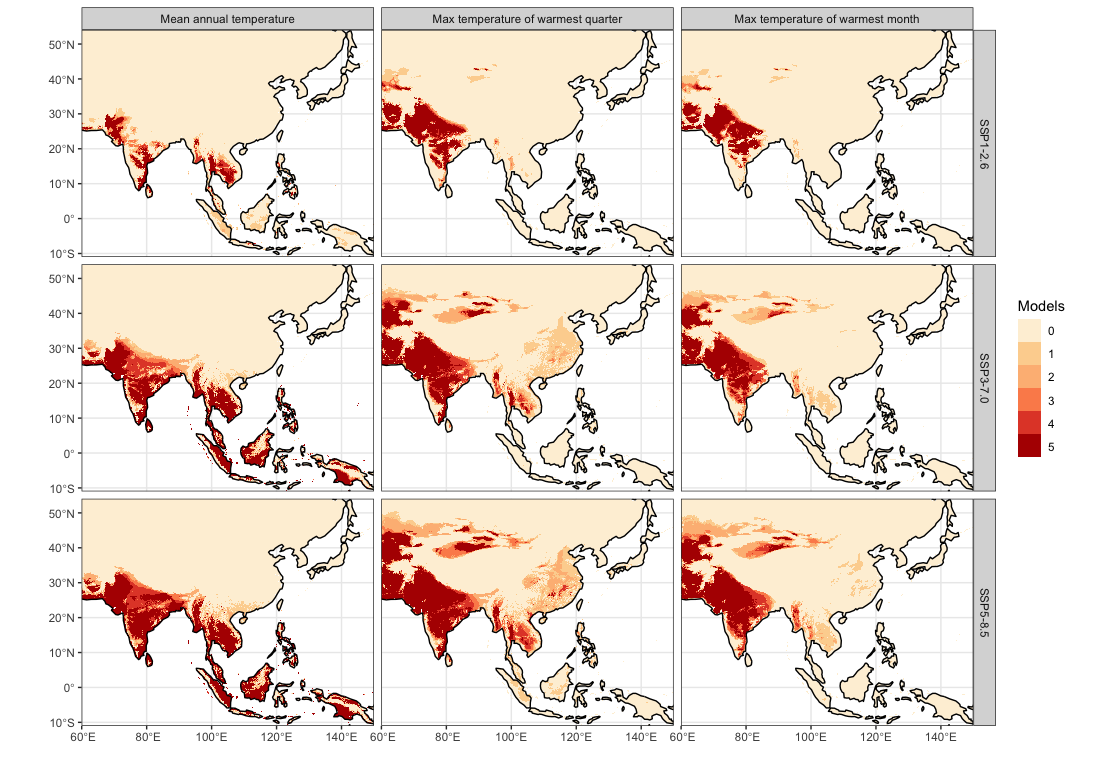 Mean annual temperature
Max temperature of warmest quarter
Max temperature of warmest month
50°N
40°N
30°N
20°N
10°N
0°
10°S
SSP1-2.6
50°N
40°N
30°N
20°N
10°N
0°
10°S
SSP3-7.0
50°N
40°N
30°N
20°N
10°N
0°
10°S
SSP5-8.5
60°E 80°E 100°E 120°E 140°E
60°E 80°E 100°E 120°E 140°E
60°E 80°E 100°E 120°E 140°E
Models
0
1
2
3
4
5